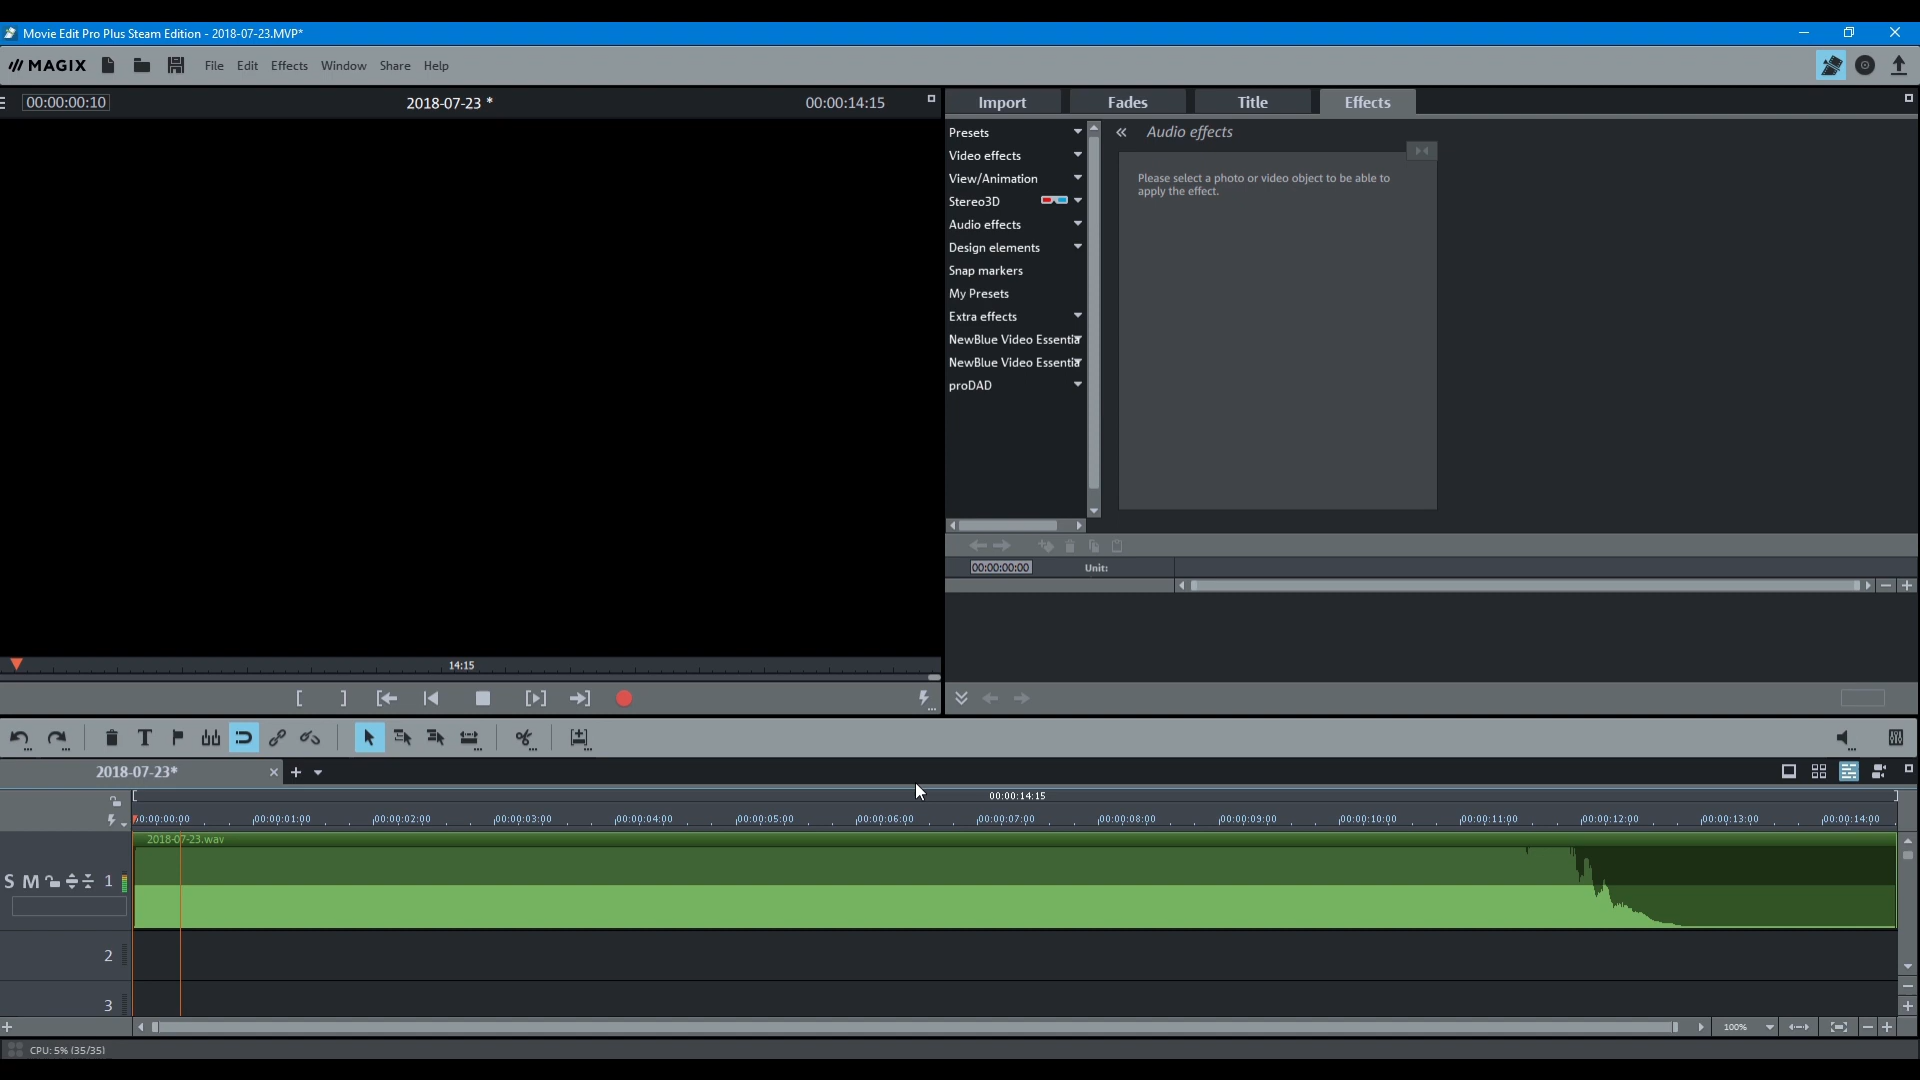 Movie Edit Pro Plus Steam Edition - 2018-07-23.MVP*
MAGIX File Edit Effects Window Share Help
00:00:00:10 2018-07-23 * 00:00:14:15
Import Fades Title Effects
Presets
Video effects
View/Animation
Stereo3D
Audio effects
Design elements
Snap markers
My Presets
Extra effects
NewBlue Video Essentia
NewBlue Video Essentia
proDAD
Audio effects
Please select a photo or video object to be able to
apply the effect.
00:00:00:00 Unit:
14:15
2018-07-23*
00:00:14:15
00:00:00:00 00:00:01:00 00:00:02:00 00:00:03:00 00:00:04:00 00:00:05:00 00:00:06:00 00:00:07:00 00:00:08:00 00:00:09:00 00:00:10:00 00:00:11:00 00:00:12:00 00:00:13:00 00:00:14:00
2018-07-23.wav
S M 1
2
3
100%
CPU: 5% (35/35)